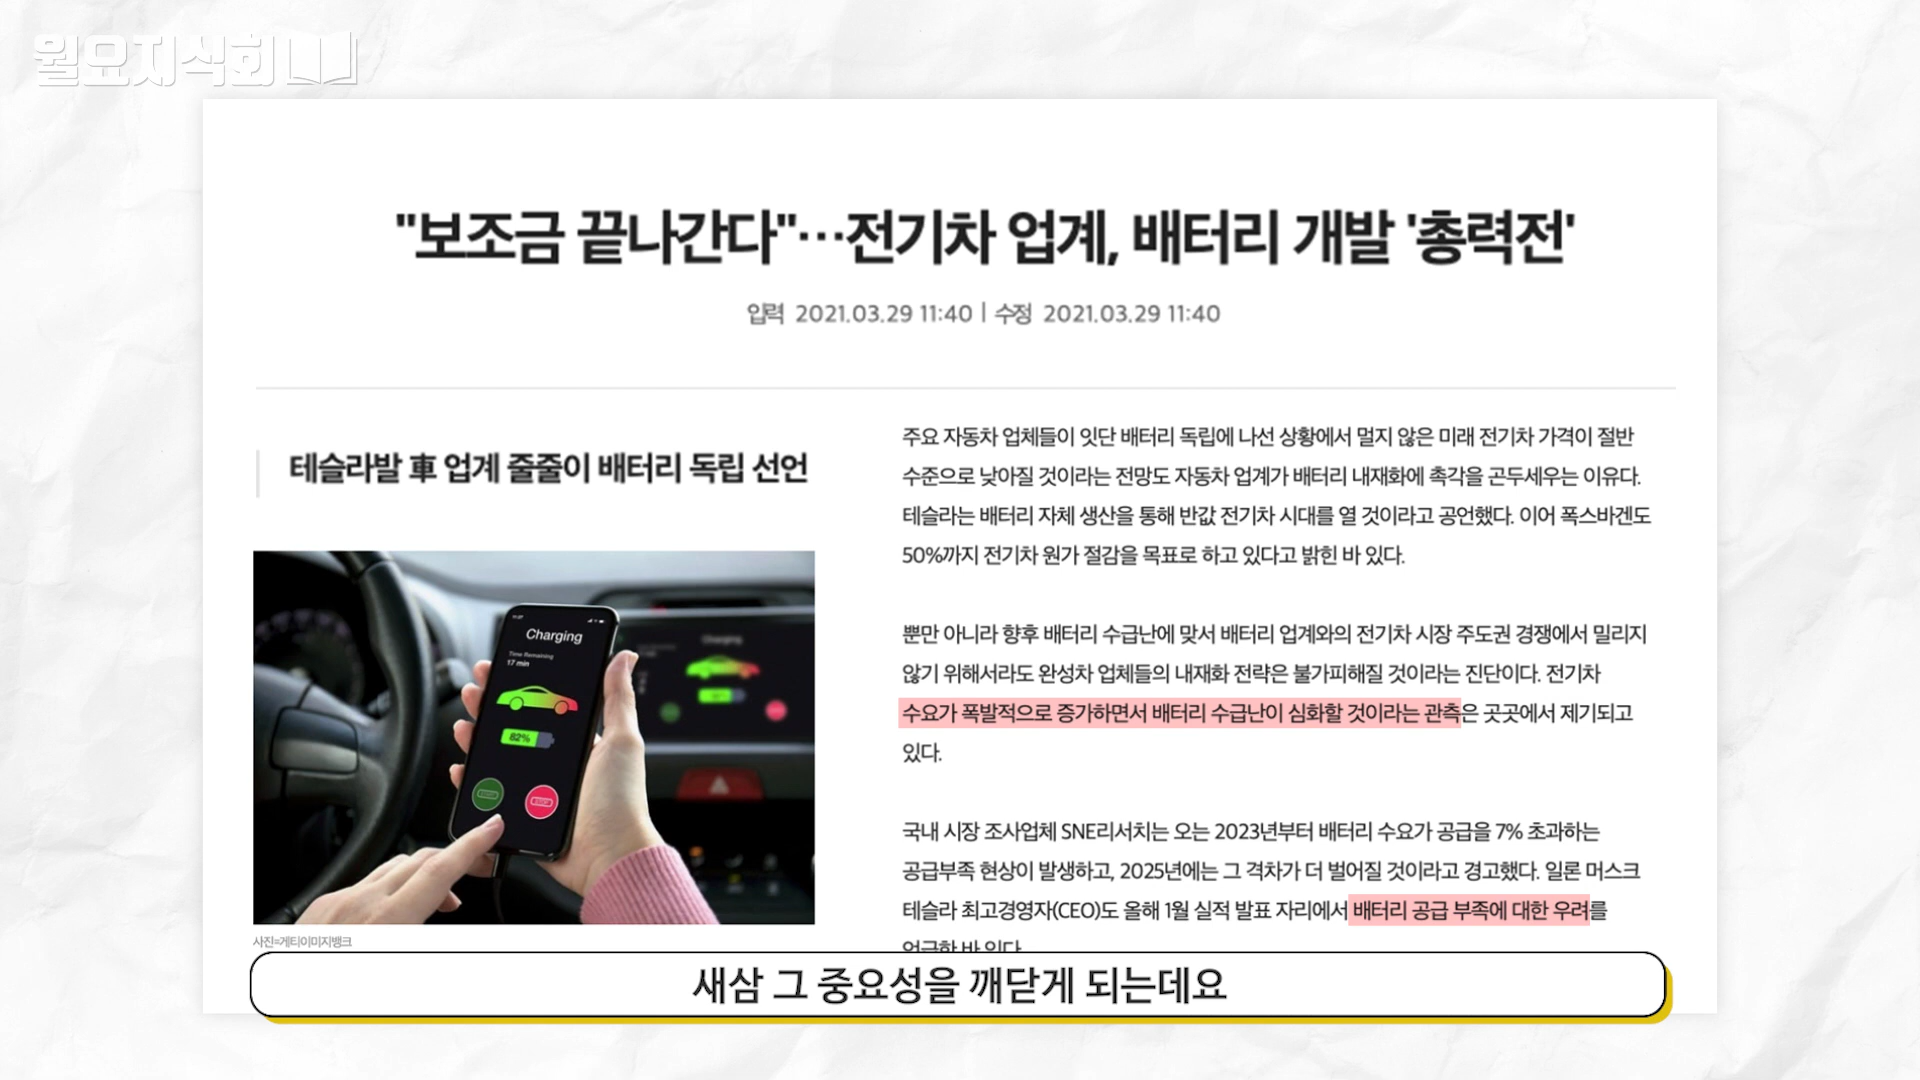 월요지식회
"보조금 끝나간다"…전기차 업계, 배터리 개발 '총력전'
입력 2021.03.29 11:40 | 수정 2021.03.29 11:40
테슬라발 車 업계 줄줄이 배터리 독립 선언
Charging
Time Remaining
17 min
82%
Charging
사진=게티이미지뱅크
주요 자동차 업체들이 잇단 배터리 독립에 나선 상황에서 멀지 않은 미래 전기차 가격이 절반
수준으로 낮아질 것이라는 전망도 자동차 업계가 배터리 내재화에 촉각을 곤두세우는 이유다.
테슬라는 배터리 자체 생산을 통해 반값 전기차 시대를 열 것이라고 공언했다. 이어 폭스바겐도
50%까지 전기차 원가 절감을 목표로 하고 있다고 밝힌 바 있다.
뿐만 아니라 향후 배터리 수급난에 맞서 배터리 업계와의 전기차 시장 주도권 경쟁에서 밀리지
않기 위해서라도 완성차 업체들의 내재화 전략은 불가피해질 것이라는 진단이다. 전기차
수요가 폭발적으로 증가하면서 배터리 수급난이 심화할 것이라는 관측은 곳곳에서 제기되고
있다.
국내 시장 조사업체 SNE리서치는 오는 2023년부터 배터리 수요가 공급을 7% 초과하는
공급부족 현상이 발생하고, 2025년에는 그 격차가 더 벌어질 것이라고 경고했다. 일론 머스크
테슬라 최고경영자(CEO)도 올해 1월 실적 발표 자리에서 배터리 공급 부족에 대한 우려를
언급한 바 있다.
새삼 그 중요성을 깨닫게 되는데요